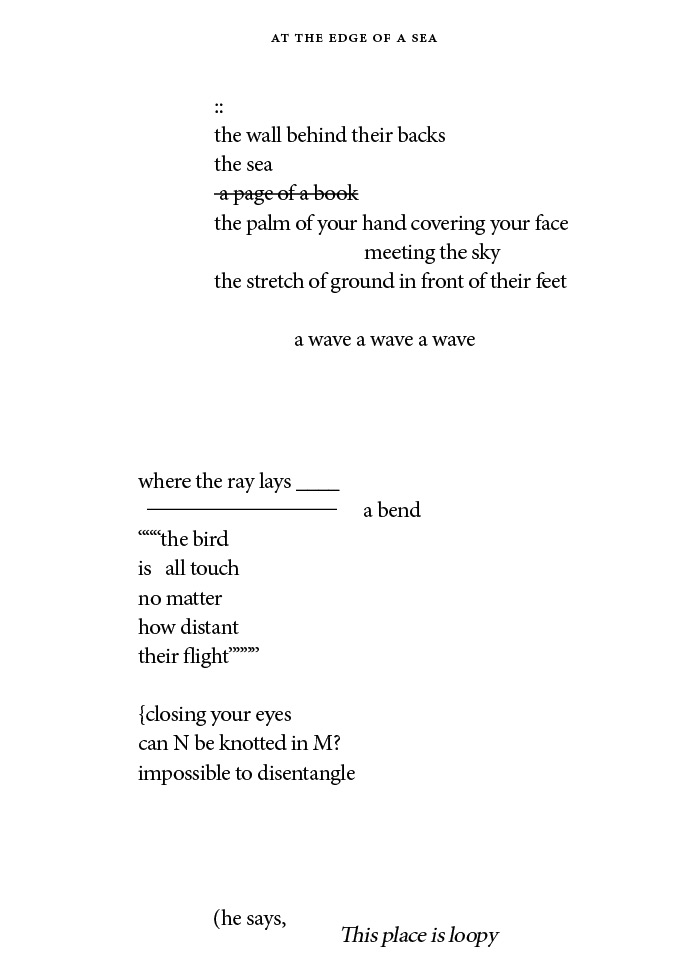 AT THE EDGE OF A SEA
::
the wall behind their backs
the sea
a page of a book
the palm of your hand covering your face
meeting the sky
the stretch of ground in front of their feet
a wave a wave a wave
where the ray lays ____
a bend
“““the bird
is   all touch
no matter
how distant
their flight”””””
{closing your eyes
can N be knotted in M?
impossible to disentangle
(he says,
This place is loopy